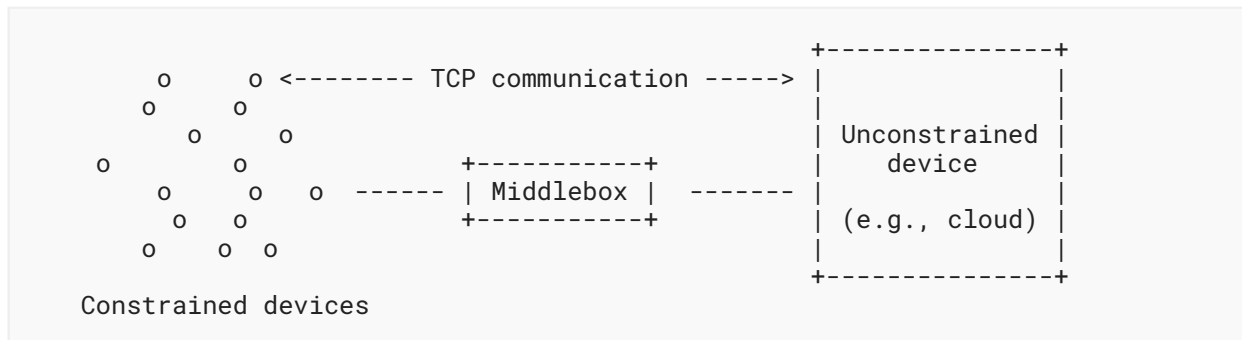 +---------------+
o     o <-------- TCP communication -----> |               |
o     o                                     |               |
o     o                                | Unconstrained |
o        o              +-----------+          |    device     |
o     o   o  ------ | Middlebox |  ------- |               |
o   o              +-----------+          | (e.g., cloud) |
o    o  o                                   |               |
+---------------+
Constrained devices